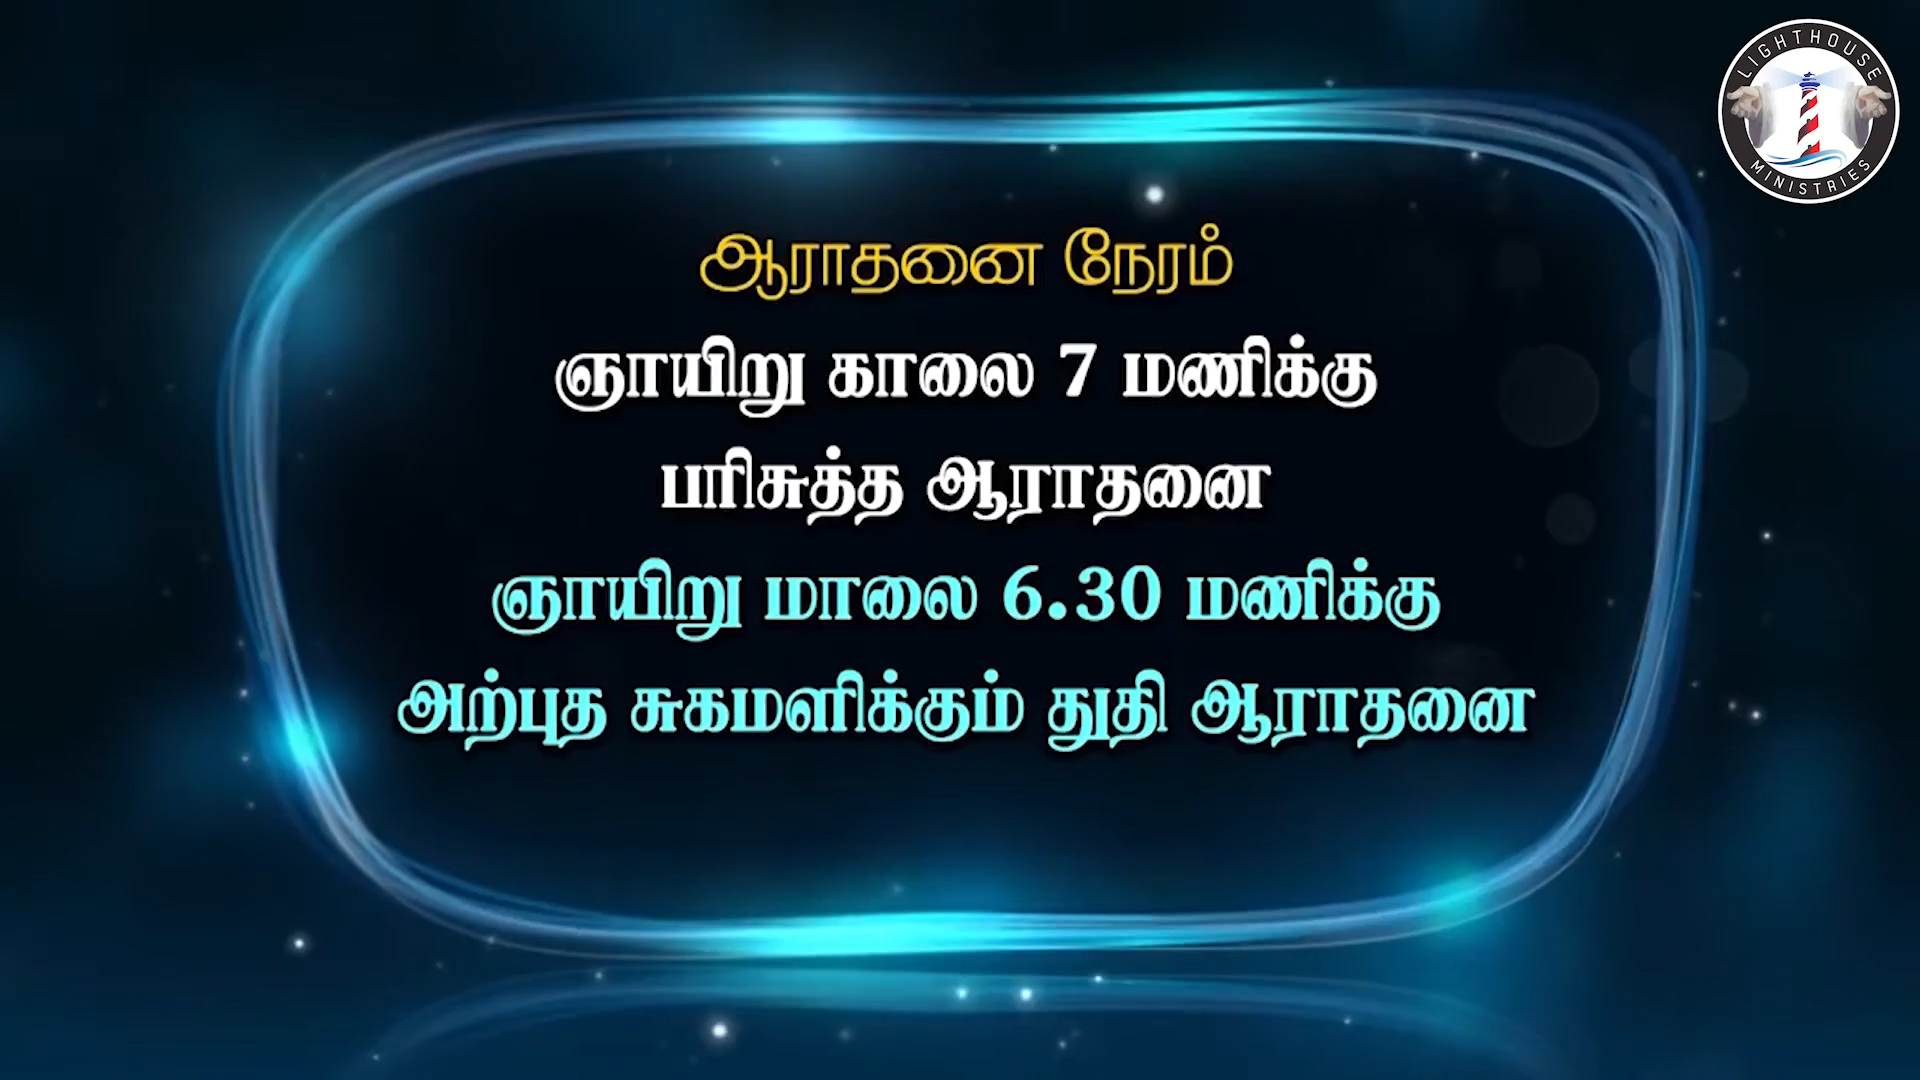 LIGHTHOUSE
MINISTRIES
ஆராதனை நேரம்
ஞாயிறு காலை 7 மணிக்கு
பரிசுத்த ஆராதனை
ஞாயிறு மாலை 6.30 மணிக்கு
அற்புத சுகமளிக்கும் துதி ஆராதனை